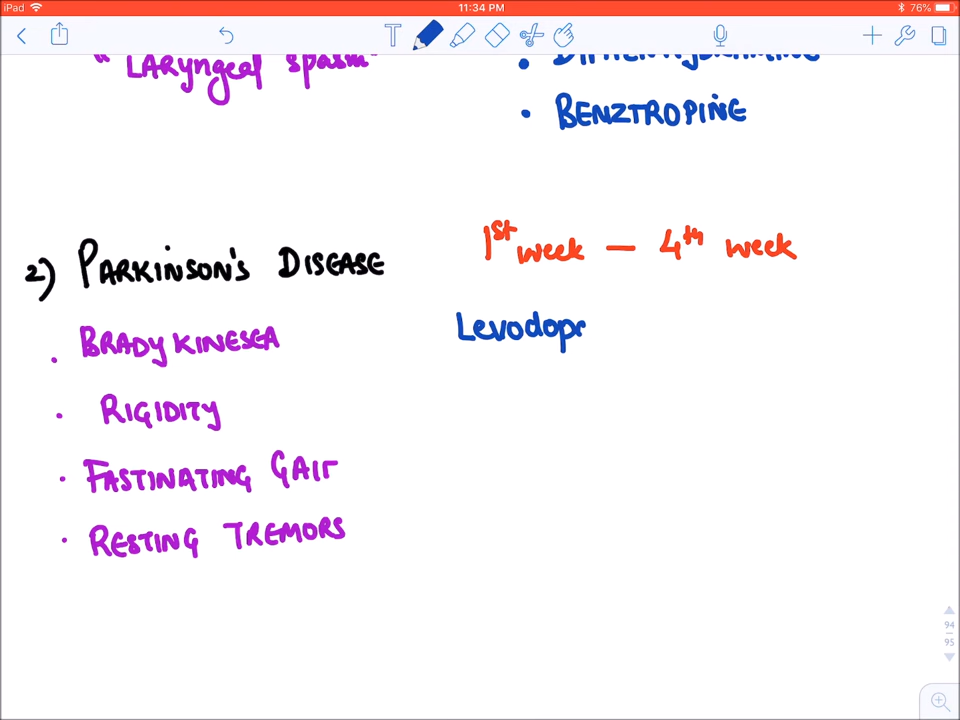 iPad 11:34 PM 76%
T
"LARyngeal spasm"
• BENZTROPINE
2) PARKINSON'S DISEASE
1st week — 4th week
• BRADYKINESEA
Levodopa
• RIGIDITY
• FASTINATING GAIT
• RESTING TREMORS
94
95